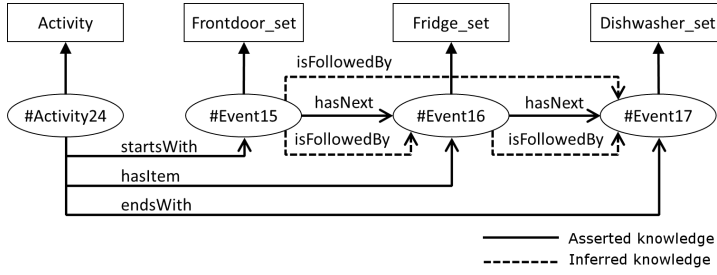 Activity
Frontdoor_set
Fridge_set
Dishwasher_set
isFollowedBy
#Activity24
#Event15
hasNext
#Event16
hasNext
#Event17
isFollowedBy
isFollowedBy
startsWith
hasItem
endsWith
Asserted knowledge
Inferred knowledge